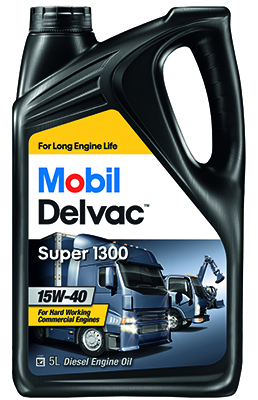 For Long Engine Life
Mobil
Delvac™
Super 1300
15W-40
For Hard Working
Commercial Engines
5L Diesel Engine Oil